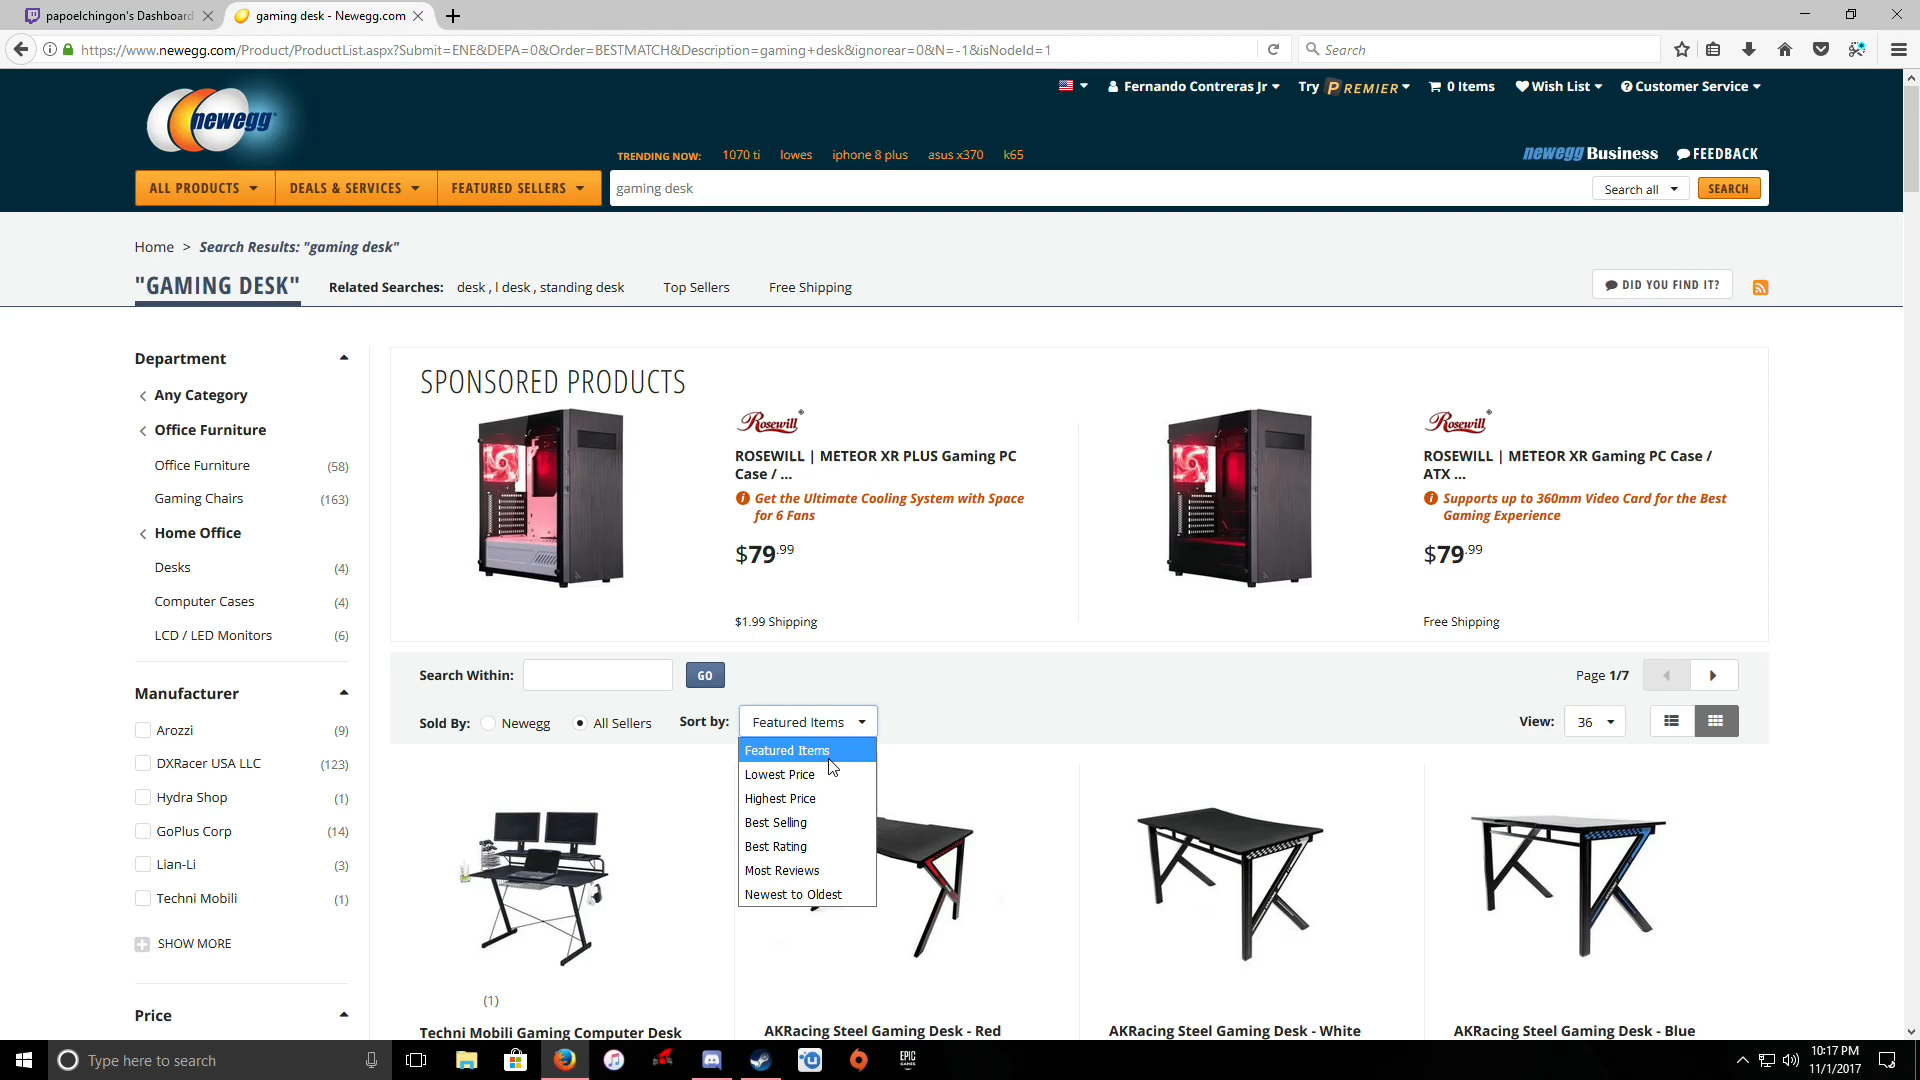 papoelchingon's Dashboard
gaming desk - Newegg.com
https://www.newegg.com/Product/ProductList.aspx?Submit=ENE&DEPA=0&Order=BESTMATCH&Description=gaming+desk&ignorear=0&N=-1&isNodeId=1
Search
newegg
Fernando Contreras Jr
Try PREMIER
0 Items
Wish List
Customer Service
TRENDING NOW: 1070 ti lowes iphone 8 plus asus x370 k65
newegg Business
FEEDBACK
ALL PRODUCTS
DEALS & SERVICES
FEATURED SELLERS
gaming desk
Search all
SEARCH
Home > Search Results: "gaming desk"
"GAMING DESK"
Related Searches: desk , l desk , standing desk
Top Sellers
Free Shipping
DID YOU FIND IT?
Department
Any Category
Office Furniture
Office Furniture (58)
Gaming Chairs (163)
Home Office
Desks (4)
Computer Cases (4)
LCD / LED Monitors (6)
Manufacturer
Arozzi (9)
DXRacer USA LLC (123)
Hydra Shop (1)
GoPlus Corp (14)
Lian-Li (3)
Techni Mobili (1)
SHOW MORE
Price
SPONSORED PRODUCTS
Rosewill
ROSEWILL | METEOR XR PLUS Gaming PC
Case / ...
Get the Ultimate Cooling System with Space
for 6 Fans
$79.99
$1.99 Shipping
Rosewill
ROSEWILL | METEOR XR Gaming PC Case /
ATX ...
Supports up to 360mm Video Card for the Best
Gaming Experience
$79.99
Free Shipping
Search Within:
GO
Page 1/7
Sold By: Newegg All Sellers
Sort by: Featured Items
View: 36
Featured Items
Lowest Price
Highest Price
Best Selling
Best Rating
Most Reviews
Newest to Oldest
(1)
Techni Mobili Gaming Computer Desk
AKRacing Steel Gaming Desk - Red
AKRacing Steel Gaming Desk - White
AKRacing Steel Gaming Desk - Blue
Type here to search
EPIC
GAMES
10:17 PM
11/1/2017